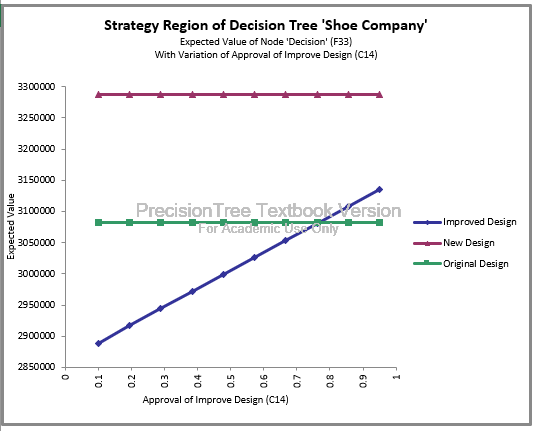 Strategy Region of Decision Tree 'Shoe Company'
Expected Value of Node 'Decision' (F33)
With Variation of Approval of Improve Design (C14)
3300000
3250000
3200000
3150000
3100000
3050000
3000000
2950000
2900000
2850000
Expected Value
PrecisionTree Textbook Version
For Academic Use Only
Improved Design
New Design
Original Design
0
0.1
0.2
0.3
0.4
0.5
0.6
0.7
0.8
0.9
1
Approval of Improve Design (C14)